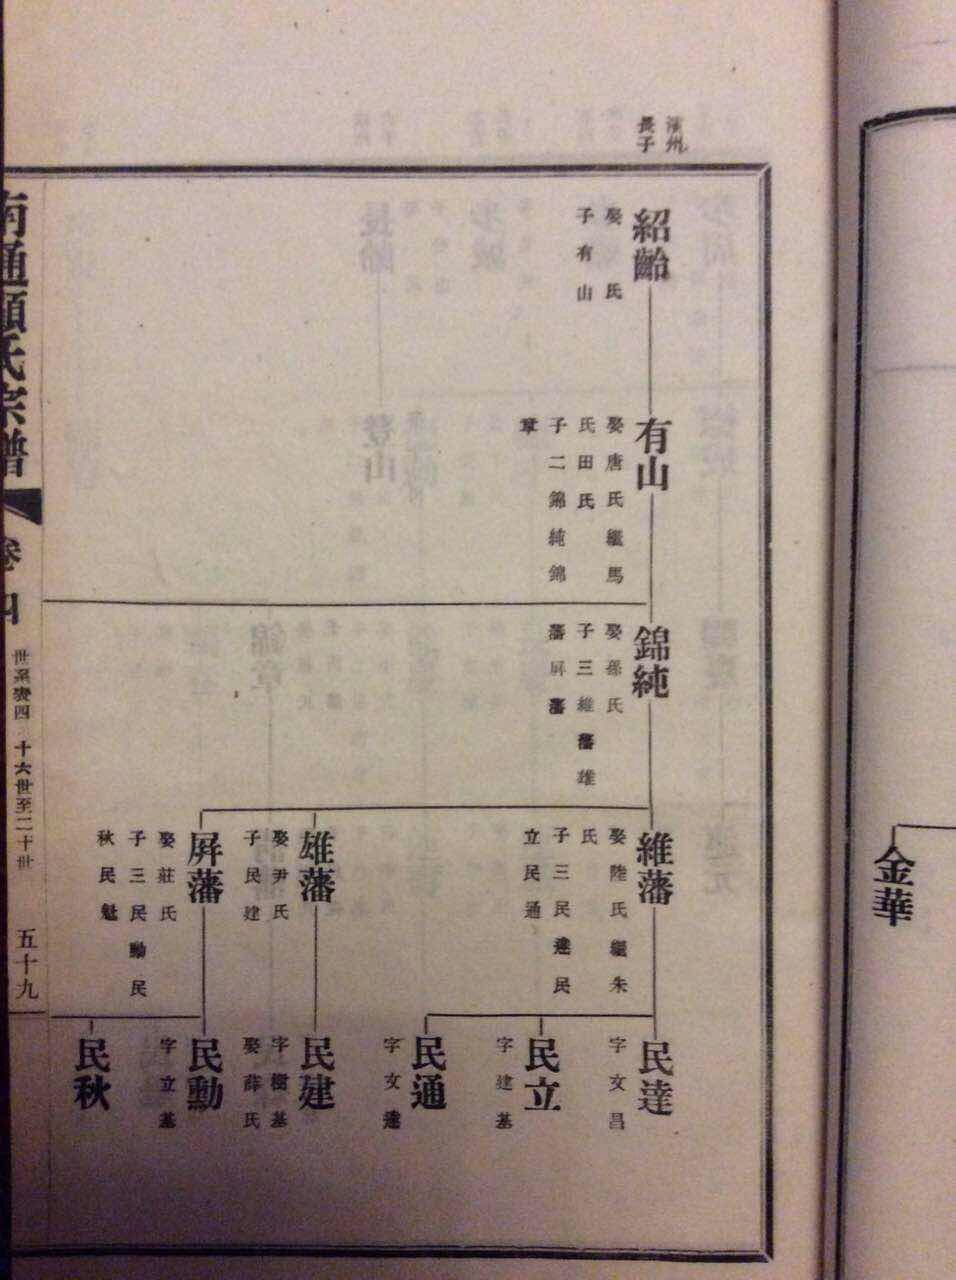 濱州
長子
紹齡
娶氏
子有山
有山
娶唐氏繼馬
氏田氏
子二錦純錦
章
錦純
娶孫氏
子三維藩雄
藩屏藩
維藩
娶陸氏繼朱
氏
子三民達民
立民通
雄藩
娶尹氏
子民建
屏藩
娶莊氏
子三民勳民
秋民魁
民達
字文昌
民立
字建基
民通
字文達
民建
字樹基
娶薛氏
民勳
字立基
民秋
南通顧氏宗譜
卷四
世系表四 十六世至二十世
五十九
金華